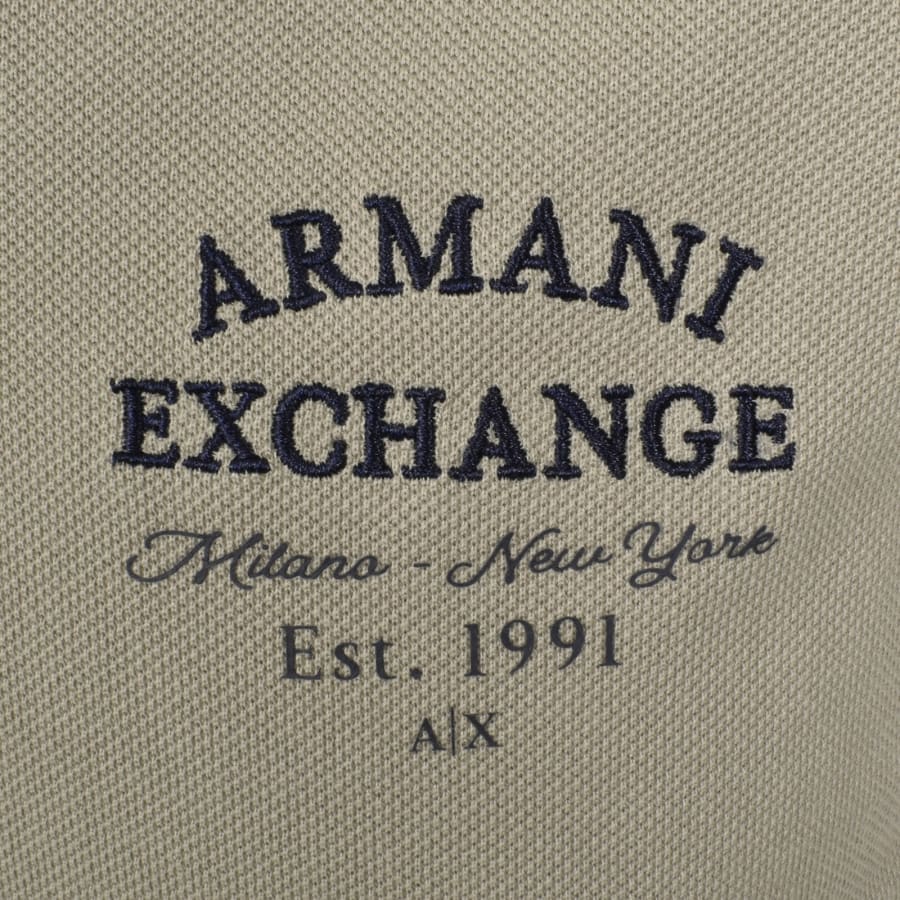 ARMANI
EXCHANGE
Milano - New York
Est. 1991
A|X